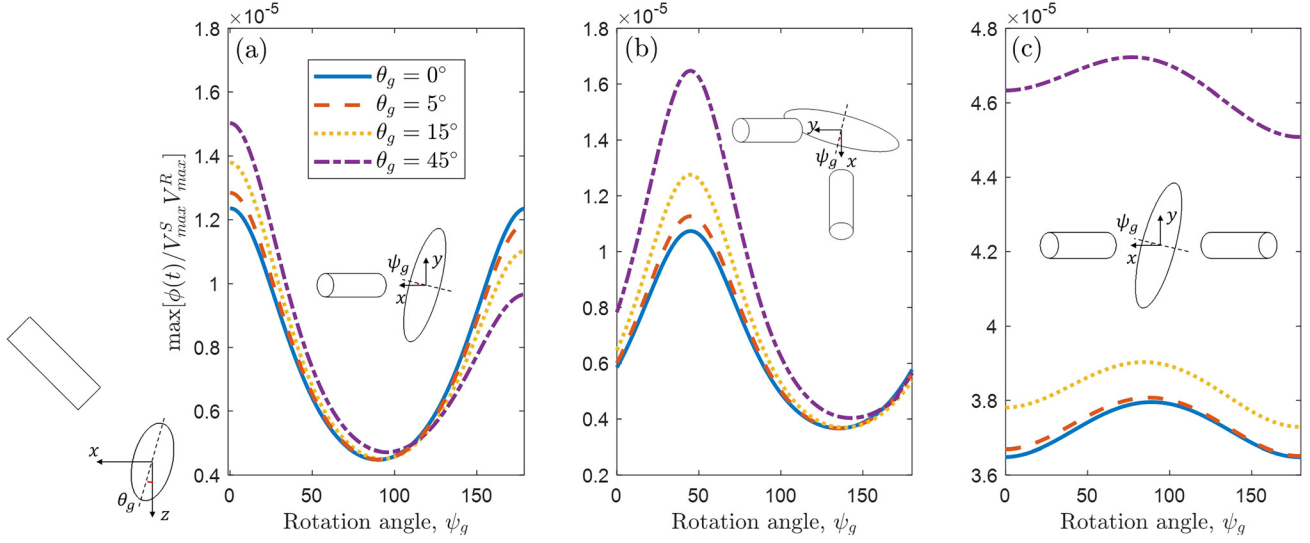 ×10⁻⁵
(a)
1.8
1.6
1.4
1.2
1
0.8
0.6
0.4
max[ϕ(t)/V^S_max V^R_max]
θg = 0°
θg = 5°
θg = 15°
θg = 45°
ψg
y
x
0
50
100
150
Rotation angle, ψg
x
θg
z
×10⁻⁵
(b)
1.8
1.6
1.4
1.2
1
0.8
0.6
0.4
0.2
y
ψg
x
0
50
100
150
Rotation angle, ψg
×10⁻⁵
(c)
4.8
4.6
4.4
4.2
4
3.8
3.6
ψg
y
x
0
50
100
150
Rotation angle, ψg